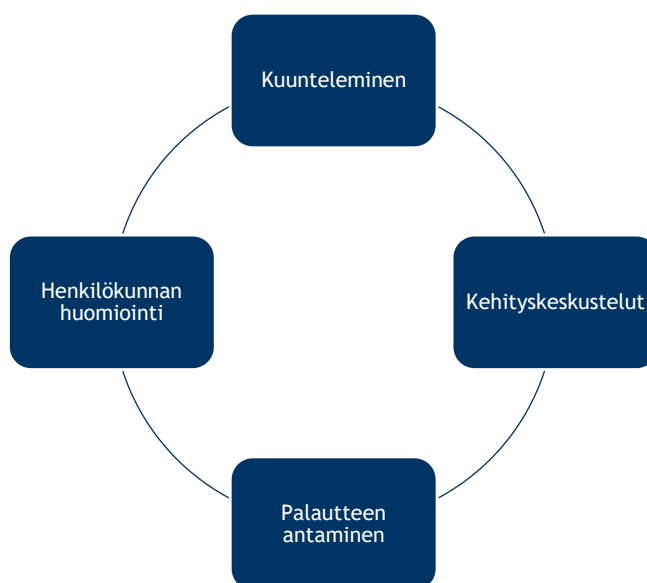 Kuunteleminen
Henkilökunnan
huomiointi
Kehityskeskustelut
Palautteen
antaminen